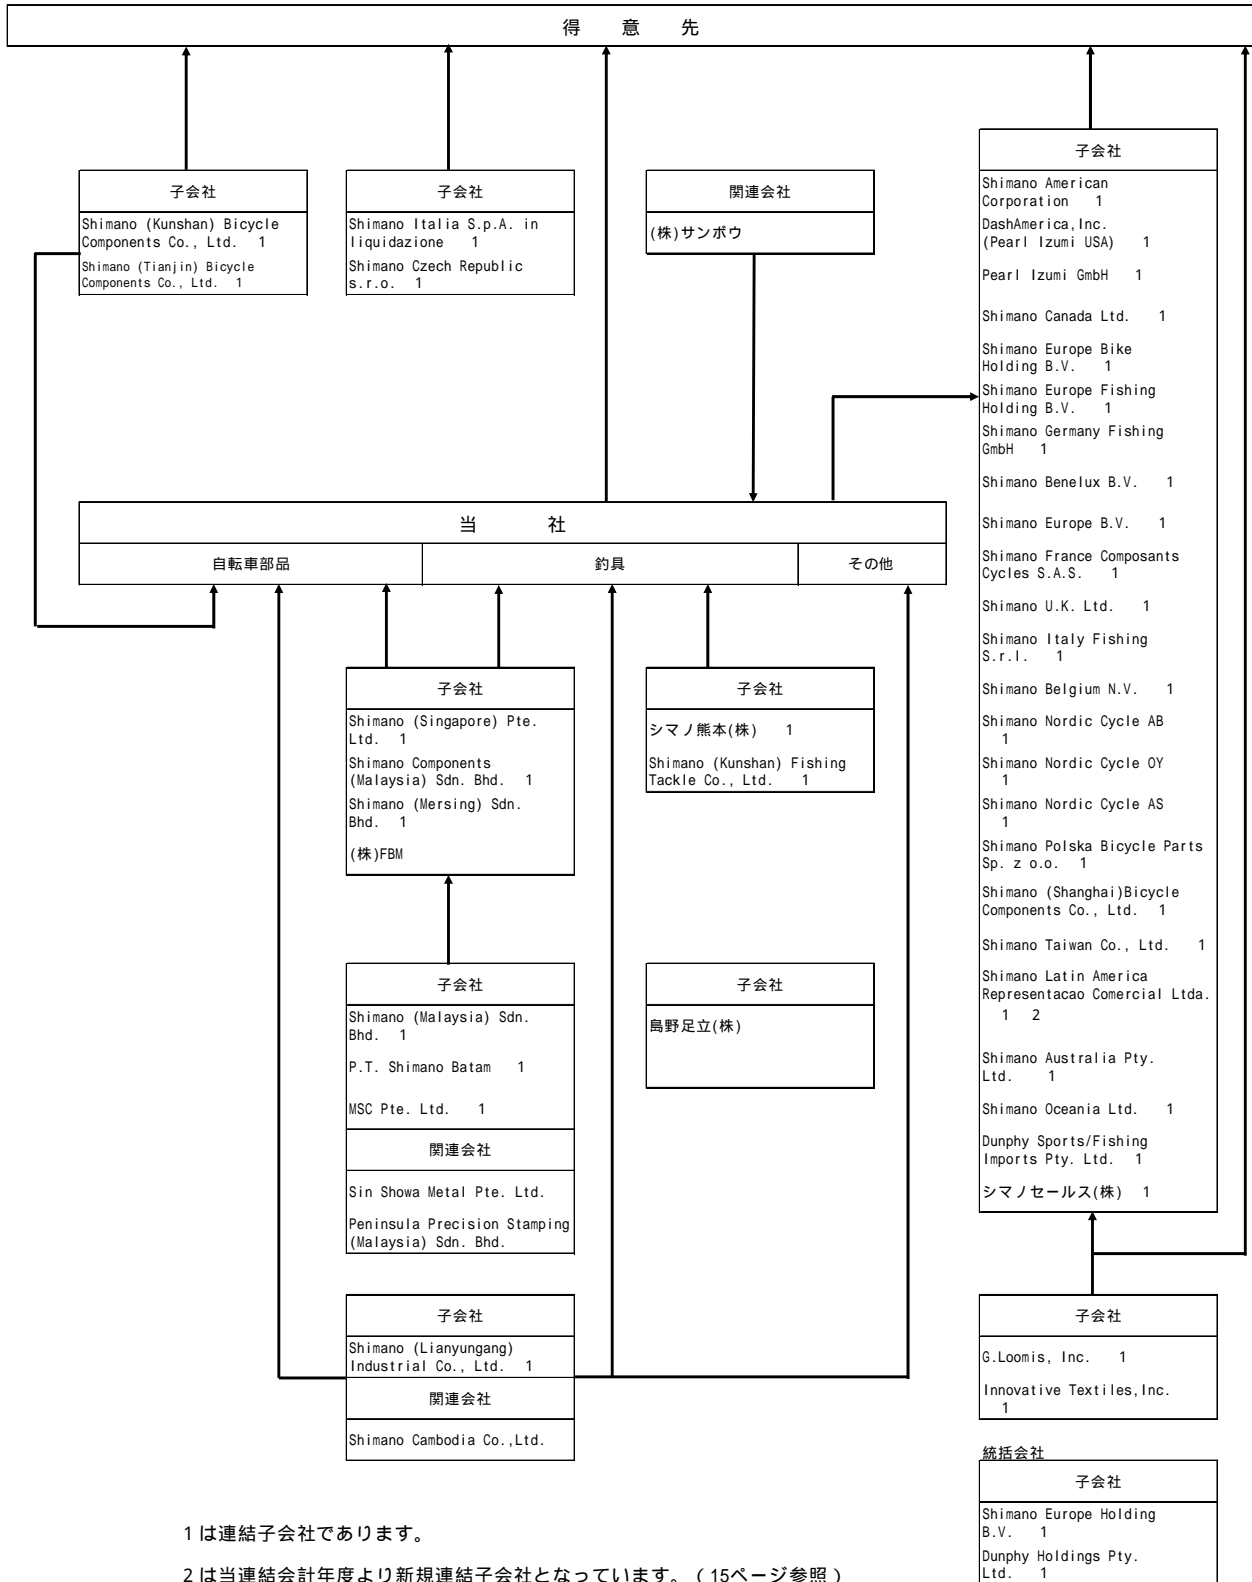 得 意 先
子会社
Shimano (Kunshan) Bicycle
Components Co., Ltd. 1
Shimano (Tianjin) Bicycle
Components Co., Ltd. 1
子会社
Shimano Italia S.p.A. in
liquidazione 1
Shimano Czech Republic
s.r.o. 1
関連会社
(株)サンボウ
子会社
Shimano American
Corporation 1
DashAmerica,Inc.
(Pearl Izumi USA) 1
Pearl Izumi GmbH 1
Shimano Canada Ltd. 1
Shimano Europe Bike
Holding B.V. 1
Shimano Europe Fishing
Holding B.V. 1
Shimano Germany Fishing
GmbH 1
Shimano Benelux B.V. 1
Shimano Europe B.V. 1
Shimano France Composants
Cycles S.A.S. 1
Shimano U.K. Ltd. 1
Shimano Italy Fishing
S.r.l. 1
Shimano Belgium N.V. 1
Shimano Nordic Cycle AB
1
Shimano Nordic Cycle OY
1
Shimano Nordic Cycle AS
1
Shimano Polska Bicycle Parts
Sp. z o.o. 1
Shimano (Shanghai)Bicycle
Components Co., Ltd. 1
Shimano Taiwan Co., Ltd. 1
Shimano Latin America
Representacao Comercial Ltda.
1 2
Shimano Australia Pty.
Ltd. 1
Shimano Oceania Ltd. 1
Dunphy Sports/Fishing
Imports Pty. Ltd. 1
シマノセールス(株) 1
当 社
自転車部品
釣具
その他
子会社
Shimano (Singapore) Pte.
Ltd. 1
Shimano Components
(Malaysia) Sdn. Bhd. 1
Shimano (Mersing) Sdn.
Bhd. 1
(株)FBM
子会社
シマノ熊本(株) 1
Shimano (Kunshan) Fishing
Tackle Co., Ltd. 1
子会社
Shimano (Malaysia) Sdn.
Bhd. 1
P.T. Shimano Batam 1
MSC Pte. Ltd. 1
関連会社
Sin Showa Metal Pte. Ltd.
Peninsula Precision Stamping
(Malaysia) Sdn. Bhd.
子会社
島野足立(株)
子会社
Shimano (Lianyungang)
Industrial Co., Ltd. 1
関連会社
Shimano Cambodia Co.,Ltd.
子会社
G.Loomis, Inc. 1
Innovative Textiles,Inc.
1
統括会社
子会社
Shimano Europe Holding
B.V. 1
Dunphy Holdings Pty.
Ltd. 1
1は連結子会社であります。
2は当連結会計年度より新規連結子会社となっています。(15ページ参照)